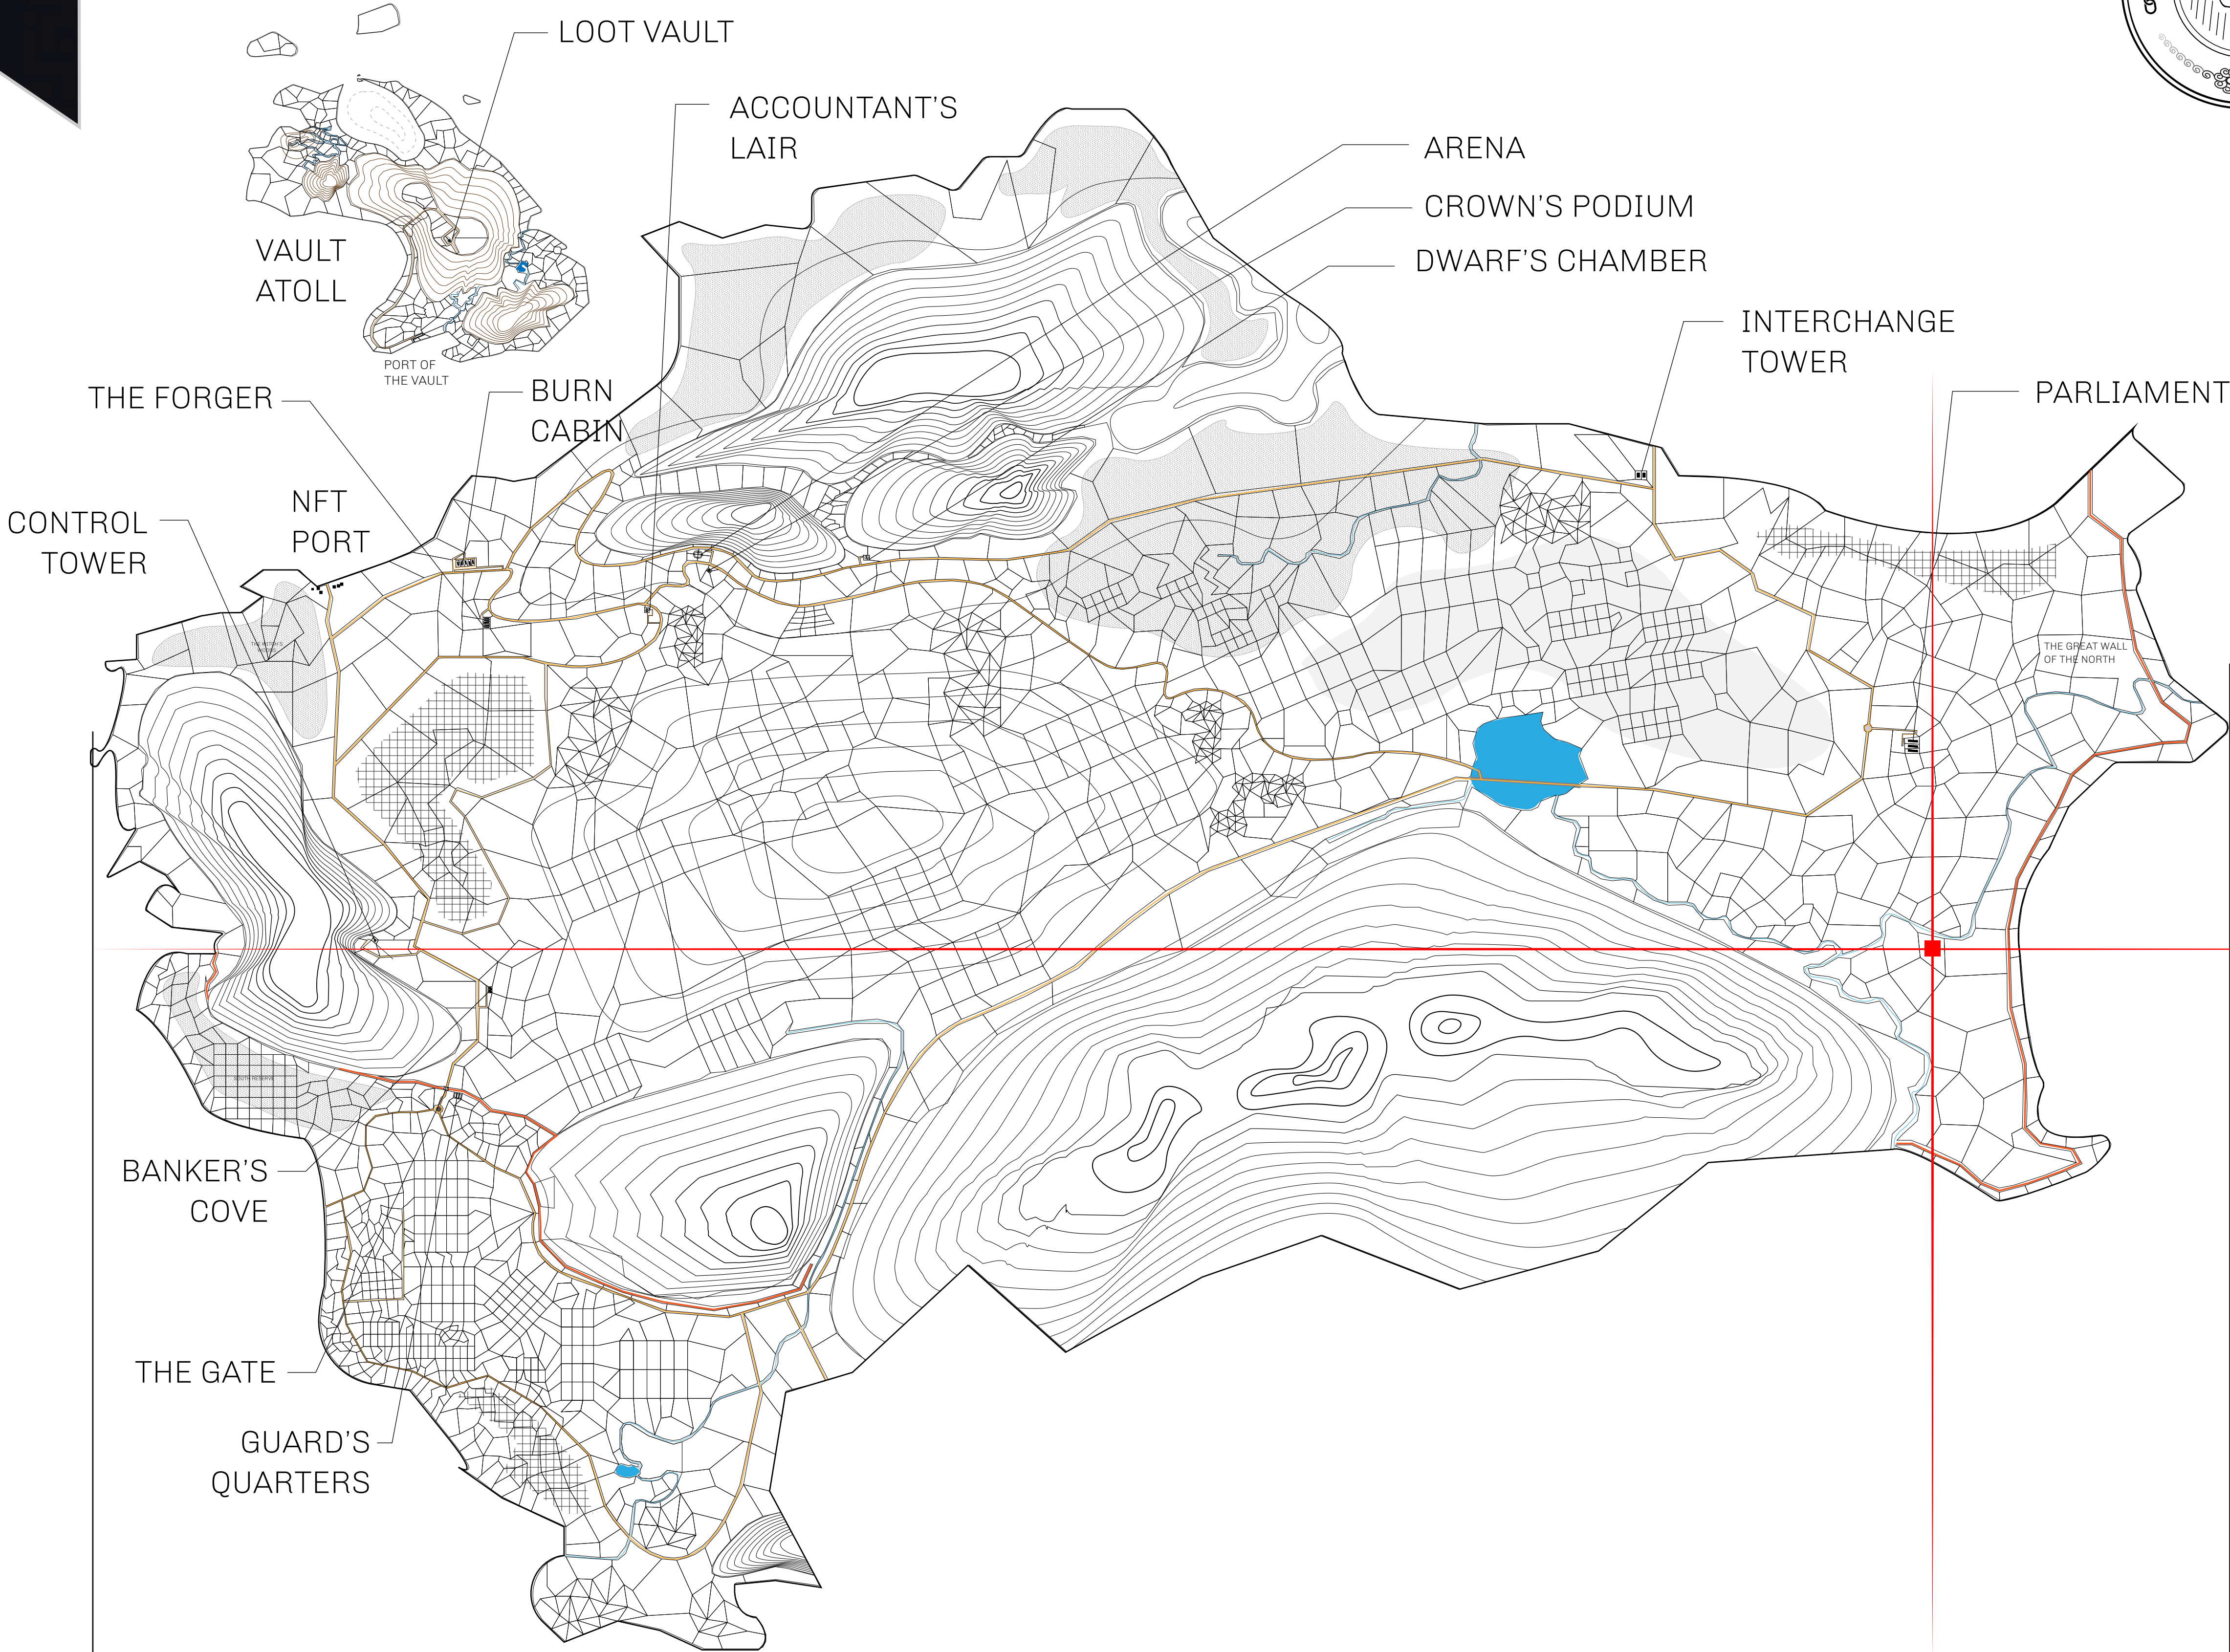 LOOT VAULT
ACCOUNTANT'S
LAIR
ARENA
CROWN'S PODIUM
DWARF'S CHAMBER
VAULT
ATOLL
INTERCHANGE
TOWER
PORT OF
THE VAULT
PARLIAMENT
THE FORGER
BURN
CABIN
NFT
PORT
CONTROL
TOWER
THE GREAT WALL
OF THE NORTH
SOUTH RESERVE
BANKER'S
COVE
THE GATE
GUARD'S
QUARTERS